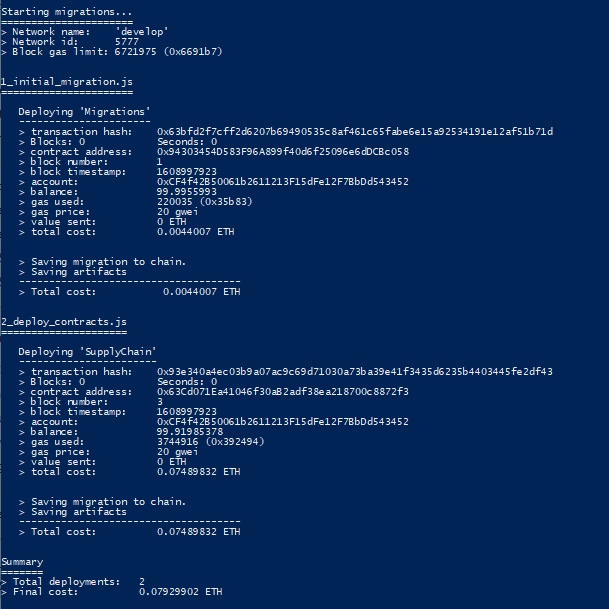 Starting migrations...
======================
> Network name:    'develop'
> Network id:      5777
> Block gas limit: 6721975 (0x6691b7)
1_initial_migration.js
======================
Deploying 'Migrations'
----------------------
> transaction hash:    0x63bfd2f7cff2d6207b69490535c8af461c65fabe6e15a92534191e12af51b71d
> Blocks: 0            Seconds: 0
> contract address:    0x94303454D583F96A899f40d6f25096e6dDCBc058
> block number:        1
> block timestamp:     1608997923
> account:             0xCF4f42B50061b2611213F15dFe12F7BbDd543452
> balance:             99.9955993
> gas used:            220035 (0x35b83)
> gas price:           20 gwei
> value sent:          0 ETH
> total cost:          0.0044007 ETH
> Saving migration to chain.
> Saving artifacts
-------------------------------------
> Total cost:           0.0044007 ETH
2_deploy_contracts.js
=====================
Deploying 'SupplyChain'
-----------------------
> transaction hash:    0x93e340a4ec03b9a07ac9c69d71030a73ba39e41f3435d6235b4403445fe2df43
> Blocks: 0            Seconds: 0
> contract address:    0x63Cd071Ea41046f30aB2adf38ea218700c8872f3
> block number:        3
> block timestamp:     1608997923
> account:             0xCF4f42B50061b2611213F15dFe12F7BbDd543452
> balance:             99.91985378
> gas used:            3744916 (0x392494)
> gas price:           20 gwei
> value sent:          0 ETH
> total cost:          0.07489832 ETH
> Saving migration to chain.
> Saving artifacts
-------------------------------------
> Total cost:          0.07489832 ETH
Summary
=======
> Total deployments:   2
> Final cost:          0.07929902 ETH